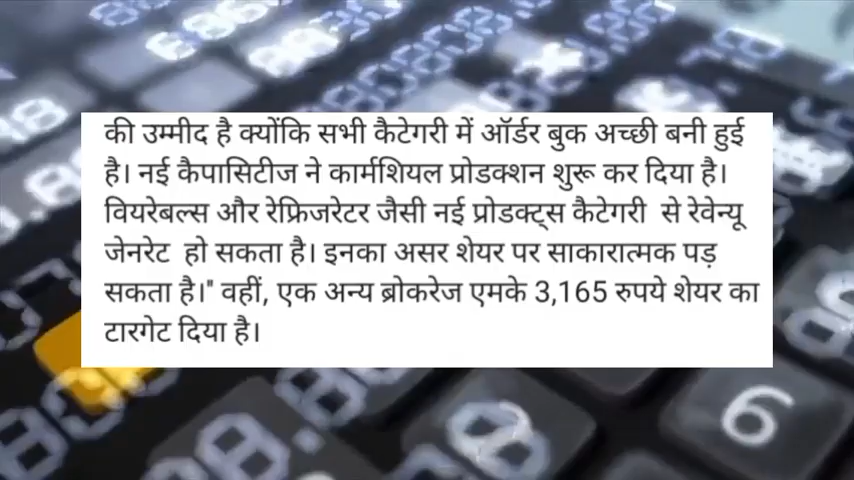 की उम्मीद है क्योंकि सभी कैटेगरी में ऑर्डर बुक अच्छी बनी हुई
है। नई कैपासिटीज ने कार्मशियल प्रोडक्शन शुरू कर दिया है।
वियरेबल्स और रेफ्रिजरेटर जैसी नई प्रोडक्ट्स कैटेगरी से रेवेन्यू
जेनरेट हो सकता है। इनका असर शेयर पर साकारात्मक पड़
सकता है।" वहीं, एक अन्य ब्रोकरेज एमके 3,165 रुपये शेयर का
टारगेट दिया है।
6